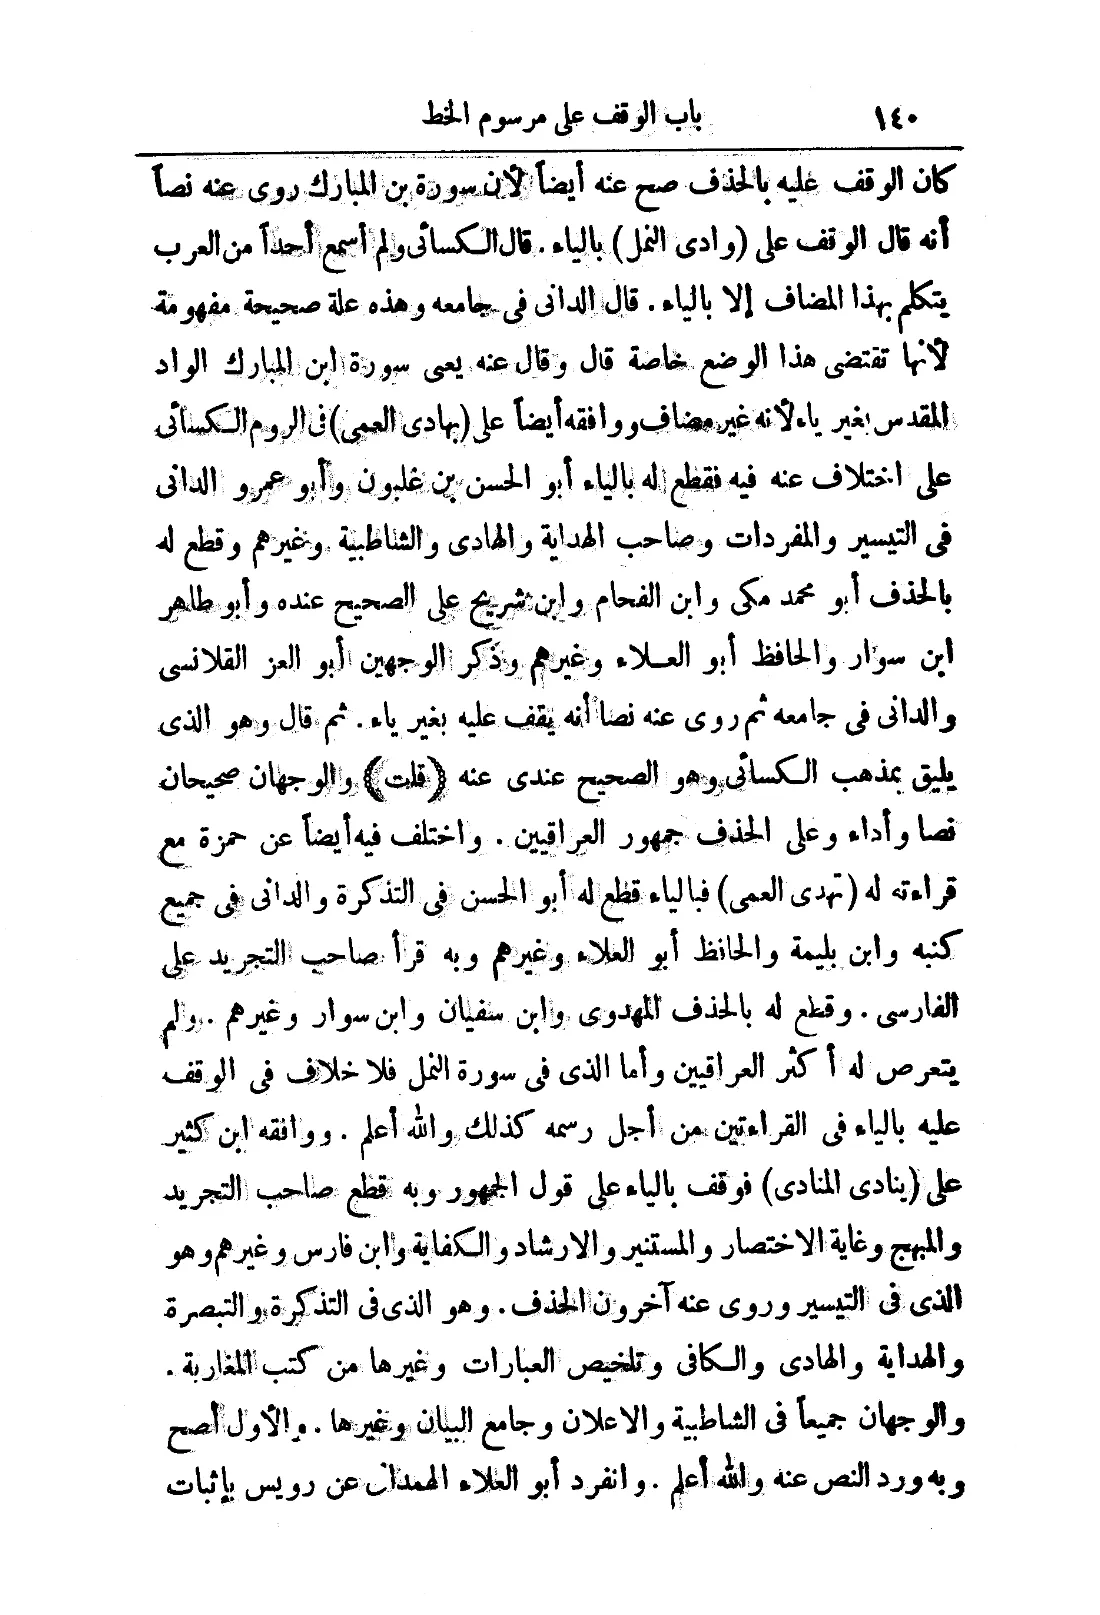 ١٤٠ باب الوقف على مرسوم الخط
كان الوقف عليه بالحذف صح عنه أيضاً لأن سورة بن المبارك روى عنه نصاً
أنه قال الوقف على (وادى النمل) بالياء . قال الكسائى ولم أسمع أحداً من العرب
يتكلم بهذا المضاف إلا بالياء . قال الدانى فى جامعه وهذه علة صحيحة مفهومة
لأنها تقتضى هذا الوضع خاصة قال وقال عنه يعى سورة ابن المبارك الواد
المقدس بغير ياء لأنه غير مضاف ووافقه أيضاً على (بهادى العمى) فى الروم الكسائى
على اختلاف عنه فيه فقطع له بالياء أبو الحسن بن غلبون وأبو عمرو الدانى
فى التيسير والمفردات وصاحب الهداية والهادى والشاطبية وغيرهم وقطع له
بالحذف أبو محمد مكى وابن الفحام وابن شريح على الصحيح عنده وأبو طاهر
ابن سوار والحافظ أبو العلاء وغيرهم وذكر الوجهين أبو العز القلانسى
والدانى فى جامعه ثم روى عنه نصا أنه يقف عليه بغير ياء . ثم قال وهو الذى
يليق بمذهب الكسائى وهو الصحيح عندى عنه (قلت) والوجهان صحيحان
نصا وأداء وعلى الحذف جمهور العراقيين . واختلف فيه أيضاً عن حمزة مع
قراءته له (تهدى العمى) فبالياء قطع له أبو الحسن فى التذكرة والدانى فى جميع
كتبه وابن بليمة والحافظ أبو العلاء وغيرهم وبه قرأ صاحب التجريد على
الفارسى . وقطع له بالحذف المهدوى وابن سفيان وابن سوار وغيرهم . ولم
يتعرض له أكثر العراقيين وأما الذى فى سورة النمل فلا خلاف فى الوقف
عليه بالياء فى القراءتين من أجل رسمه كذلك والله أعلم . ووافقه ابن كثير
على (ينادى المنادى) فوقف بالياء على قول الجمهور وبه قطع صاحب التجريد
والمبهج وغاية الاختصار والمستنير والارشاد والكفاية وابن فارس وغيرهم وهو
الذى فى التيسير وروى عنه آخرون الحذف . وهو الذى فى التذكرة والتبصرة
والهداية والهادى والكافى وتلخيص العبارات وغيرها من كتب المغاربة .
والوجهان جميعاً فى الشاطبية والاعلان وجامع البيان وغيرها . والأول أصح
وبه ورد النص عنه والله أعلم . وانفرد أبو العلاء الهمدانى عن رويس بإثبات